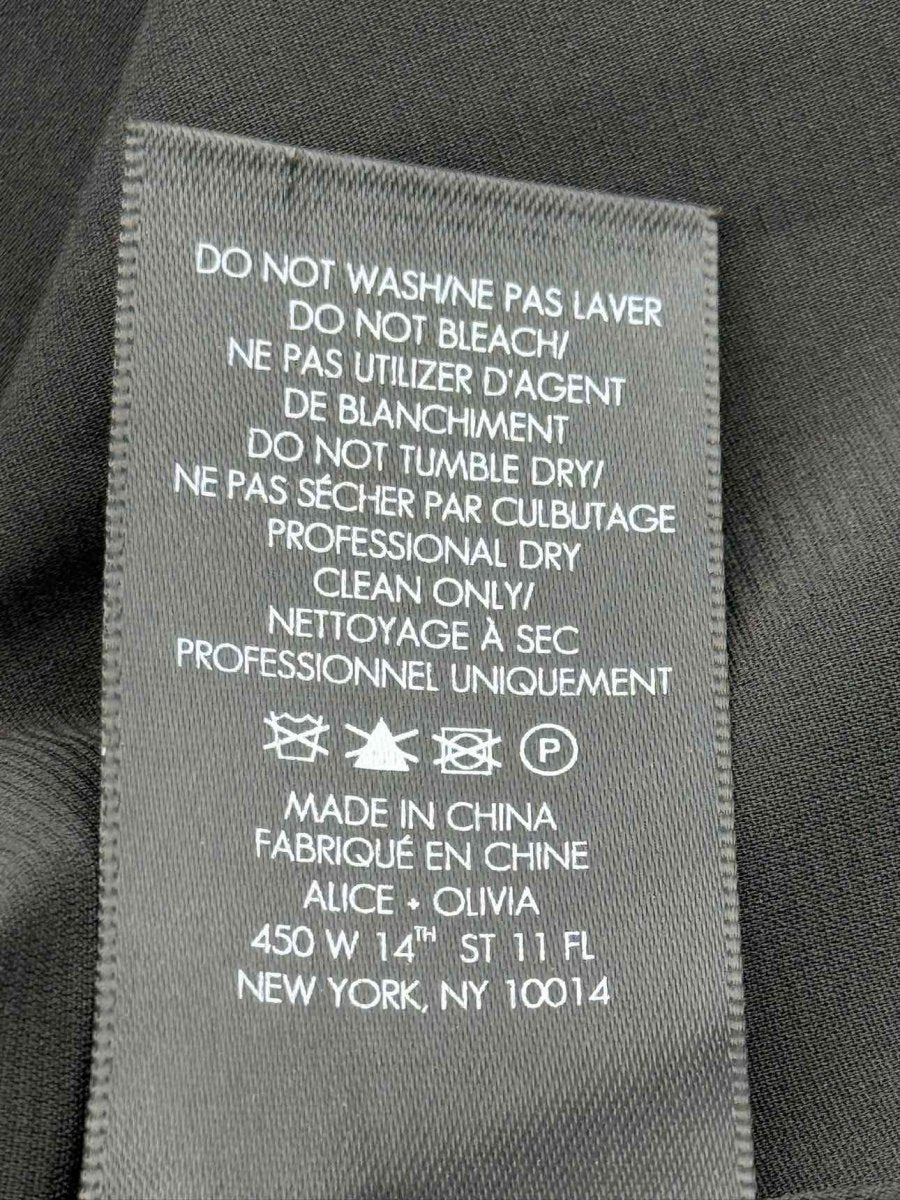 DO NOT WASH/NE PAS LAVER
DO NOT BLEACH/
NE PAS UTILIZER D'AGENT
DE BLANCHIMENT
DO NOT TUMBLE DRY/
NE PAS SÉCHER PAR CULBUTAGE
PROFESSIONAL DRY
CLEAN ONLY/
NETTOYAGE À SEC
PROFESSIONNEL UNIQUEMENT
P
MADE IN CHINA
FABRIQUÉ EN CHINE
ALICE + OLIVIA
450 W 14TH ST 11 FL
NEW YORK, NY 10014